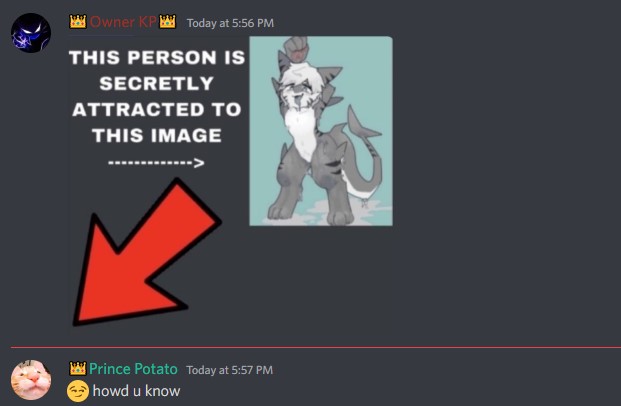 👑 Owner KP 👑 Today at 5:56 PM
THIS PERSON IS
SECRETLY
ATTRACTED TO
THIS IMAGE
------------->
👑 Prince Potato Today at 5:57 PM
😏 howd u know